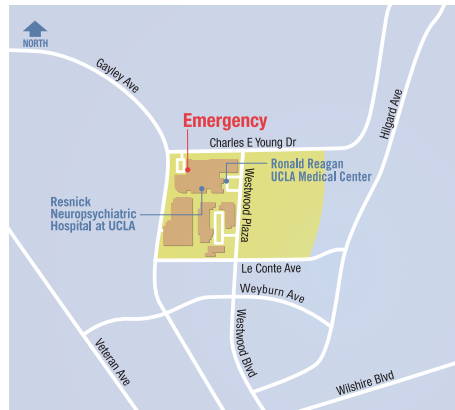 NORTH
Gayley Ave
Hilgard Ave
Emergency
Charles E Young Dr
Ronald Reagan
UCLA Medical Center
Westwood Plaza
Resnick
Neuropsychiatric
Hospital at UCLA
Le Conte Ave
Weyburn Ave
Westwood Blvd
Veteran Ave
Wilshire Blvd